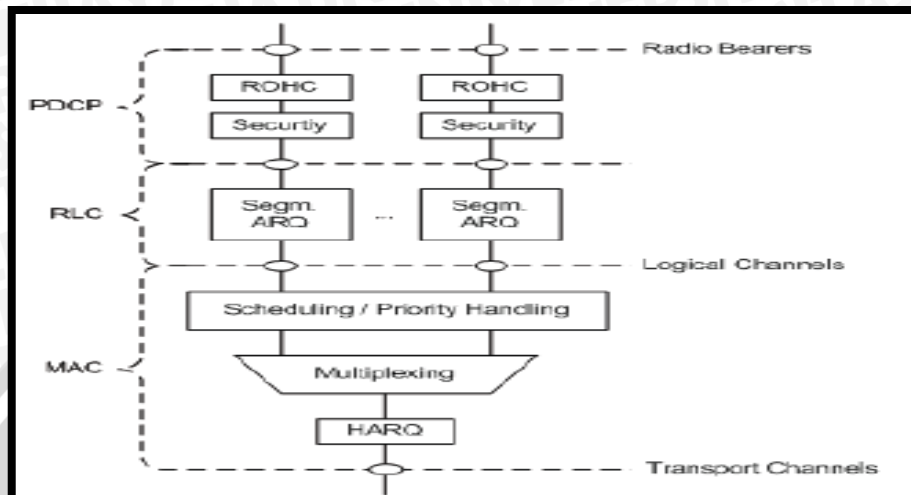 Radio Bearers
ROHC
ROHC
PDCP
Securtiy
Security
RLC
Segm.
ARQ
...
Segm.
ARQ
Logical Channels
Scheduling / Priority Handling
MAC
Multiplexing
HARQ
Transport Channels